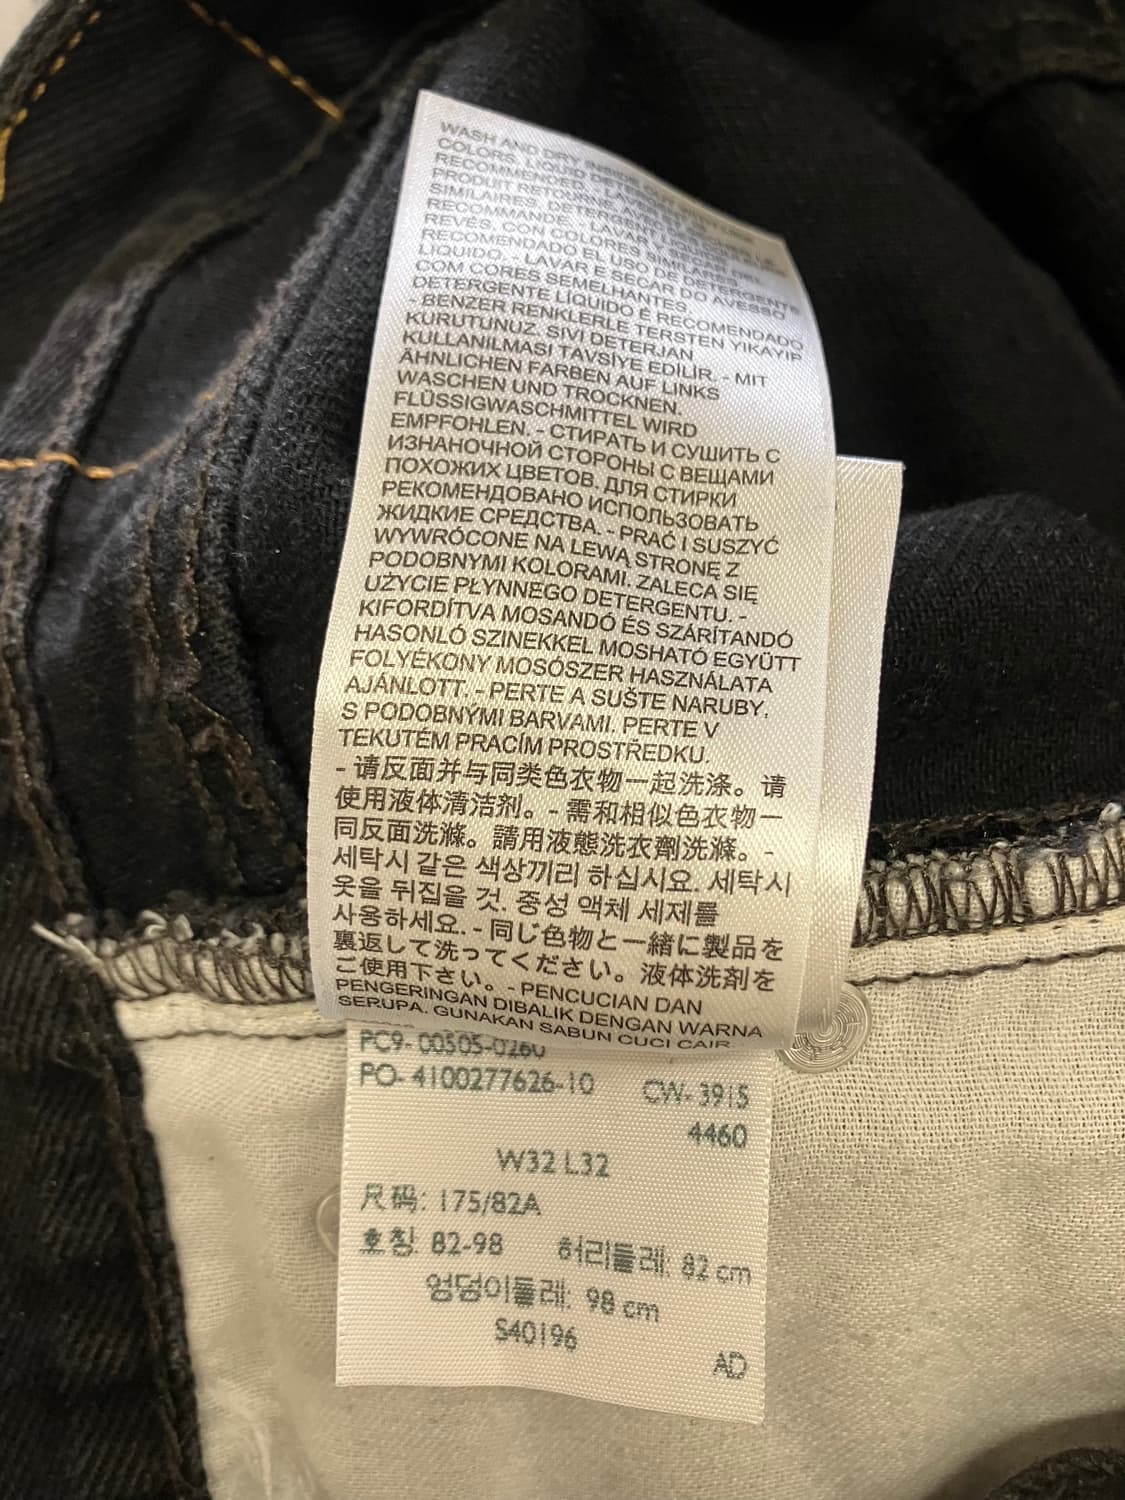 WASH AND DRY INSIDE OUT WITH LIKE
COLORS. LIQUID DETERGENT IS
RECOMMENDED. - LAVER ET SÉCHER LE
PRODUIT RETOURNÉ, AVEC DES COULEURS
SIMILAIRES. DETERGENT LIQUIDE
RECOMMANDÉ. - LAVAR Y SECAR DEL
REVÉS, CON COLORES SIMILARES.
RECOMENDADO EL USO DE DETERGENTE
LÍQUIDO. - LAVAR E SECAR DO AVESSO
COM CORES SEMELHANTES.
DETERGENTE LÍQUIDO É RECOMENDADO
- BENZER RENKLERLE TERSTEN YIKAYIP
KURUTUNUZ. SIVI DETERJAN
KULLANILMASI TAVSİYE EDİLİR. - MIT
ÄHNLICHEN FARBEN AUF LINKS
WASCHEN UND TROCKNEN.
FLÜSSIGWASCHMITTEL WIRD
EMPFOHLEN. - СТИРАТЬ И СУШИТЬ С
ИЗНАНОЧНОЙ СТОРОНЫ С ВЕЩАМИ
ПОХОЖИХ ЦВЕТОВ. ДЛЯ СТИРКИ
РЕКОМЕНДОВАНО ИСПОЛЬЗОВАТЬ
ЖИДКИЕ СРЕДСТВА. - PRAĆ I SUSZYĆ
WYWRÓCONE NA LEWĄ STRONĘ Z
PODOBNYMI KOLORAMI. ZALECA SIĘ
UŻYCIE PŁYNNEGO DETERGENTU. -
KIFORDÍTVA MOSANDÓ ÉS SZÁRÍTANDÓ
HASONLÓ SZINEKKEL MOSHATÓ EGYÜTT
FOLYÉKONY MOSÓSZER HASZNÁLATA
AJÁNLOTT. - PERTE A SUŠTE NARUBY,
S PODOBNÝMI BARVAMI. PERTE V
TEKUTÉM PRACÍM PROSTŘEDKU.
- 请反面并与同类色衣物一起洗涤。请
使用液体清洁剂。- 需和相似色衣物一
同反面洗滌。請用液態洗衣劑洗滌。-
세탁시 같은 색상끼리 하십시요. 세탁시
옷을 뒤집을 것. 중성 액체 세제를
사용하세요. - 同じ色物と一緒に製品を
裏返して洗ってください。液体洗剤を
ご使用下さい。- PENCUCIAN DAN
PENGERINGAN DIBALIK DENGAN WARNA
SERUPA. GUNAKAN SABUN CUCI CAIR.
PC9- 00505-0260
PO- 4100277626-10 CW- 3915
4460
W32 L32
尺码: 175/82A
호칭: 82-98 허리둘레: 82 cm
엉덩이둘레: 98 cm
S40196
AD